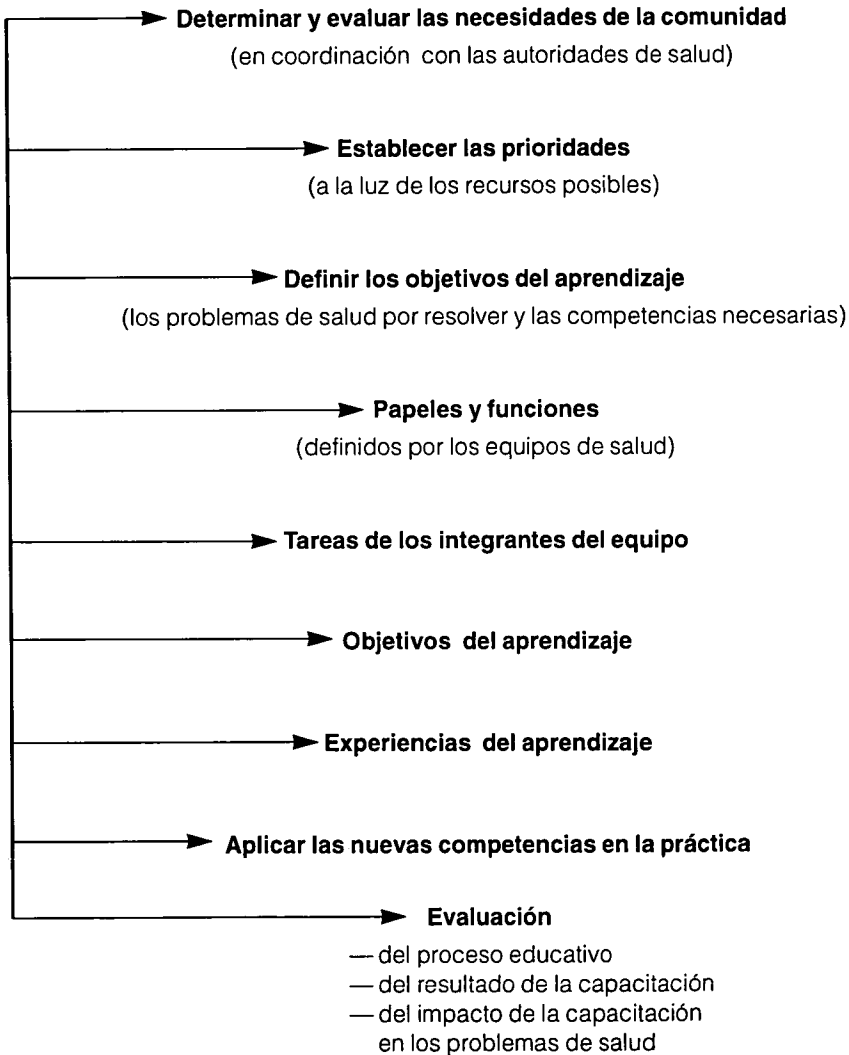 Determinar y evaluar las necesidades de la comunidad
(en coordinación con las autoridades de salud)
Establecer las prioridades
(a la luz de los recursos posibles)
Definir los objetivos del aprendizaje
(los problemas de salud por resolver y las competencias necesarias)
Papeles y funciones
(definidos por los equipos de salud)
Tareas de los integrantes del equipo
Objetivos del aprendizaje
Experiencias del aprendizaje
Aplicar las nuevas competencias en la práctica
Evaluación
— del proceso educativo
— del resultado de la capacitación
— del impacto de la capacitación
en los problemas de salud